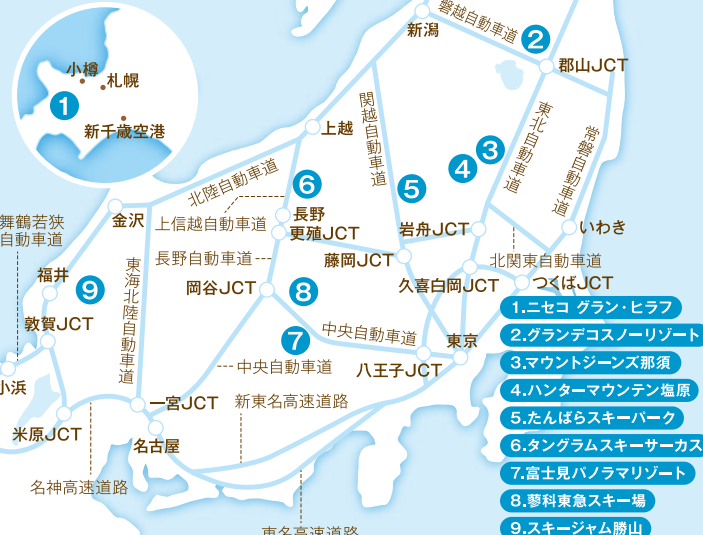 小樽
札幌
1
新千歳空港
新潟
磐越自動車道
2
郡山JCT
関越自動車道
東北自動車道
常磐自動車道
上越
3
4
5
6
北陸自動車道
上信越自動車道
長野
更殖JCT
長野自動車道
岡谷JCT
藤岡JCT
岩舟JCT
いわき
北関東自動車道
久喜白岡JCT
つくばJCT
金沢
舞鶴若狭
自動車道
福井
9
敦賀JCT
東海北陸自動車道
8
7
中央自動車道
中央自動車道
八王子JCT
東京
小浜
米原JCT
一宮JCT
名古屋
新東名高速道路
名神高速道路
東名高速道路
1.ニセコ グラン・ヒラフ
2.グランデコスノーリゾート
3.マウントジーンズ那須
4.ハンターマウンテン塩原
5.たんばらスキーパーク
6.タングラムスキーサーカス
7.富士見パノラマリゾート
8.蓼科東急スキー場
9.スキージャム勝山